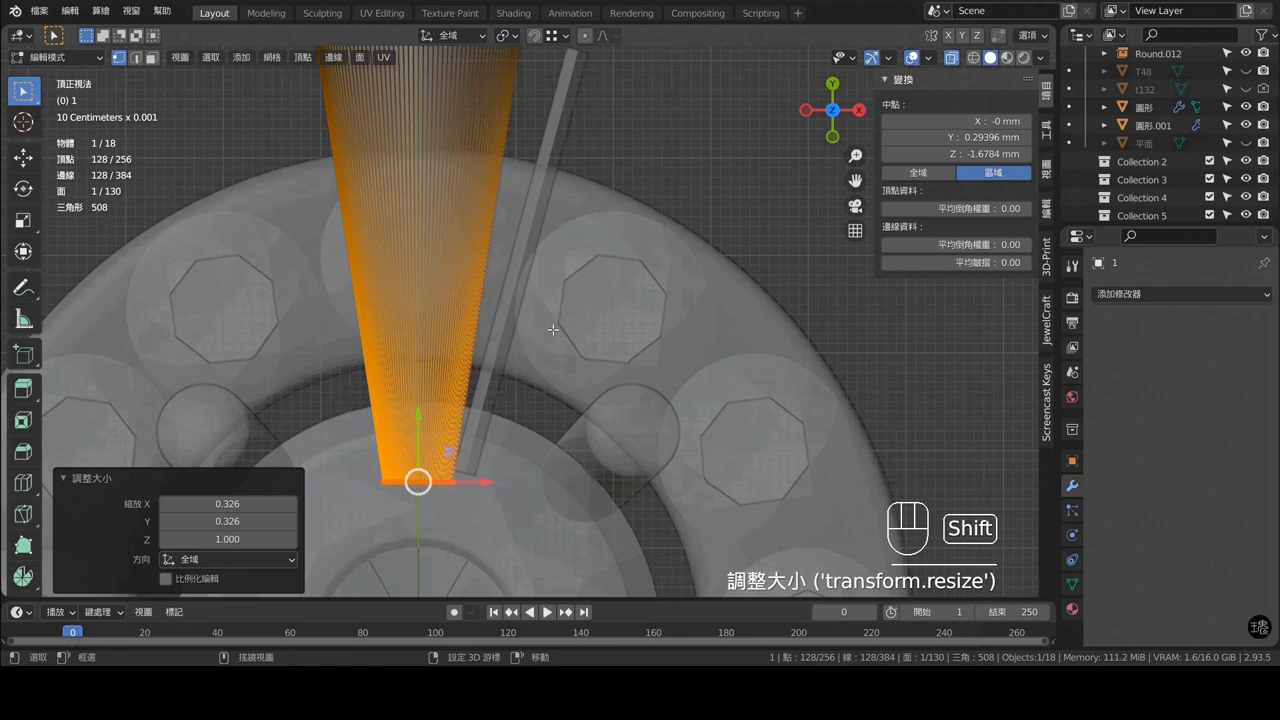 檔案 編輯 算繪 視窗 幫助 Layout Modeling Sculpting UV Editing Texture Paint Shading Animation Rendering Compositing Scripting + Scene View Layer
全域 X Y Z 選項
編輯模式 視圖 選取 添加 網格 頂點 邊線 面 UV
頂正視法
(0) 1
10 Centimeters x 0.001
物體 1 / 18
頂點 128 / 256
邊線 128 / 384
面 1 / 130
三角形 508
Y
Z
X
變換
中點：
X： -0 mm
Y： 0.29396 mm
Z： -1.6784 mm
全域 區域
頂點資料：
平均倒角權重： 0.00
邊線資料：
平均倒角權重： 0.00
平均皺摺： 0.00
項目
工具
視圖
編輯
3D-Print
JewelCraft
Screencast Keys
Round.012
T48
t132
圓形
圓形.001
平面
Collection 2
Collection 3
Collection 4
Collection 5
1
添加修改器
調整大小
縮放 X 0.326
Y 0.326
Z 1.000
方向 全域
比例化編輯
Shift
調整大小 ('transform.resize')
播放 鍵處理 視圖 標記 0 開始 1 結束 250
0 20 40 60 80 100 120 140 160 180 200 220 240 260
選取 框選 搖鏡視圖 設定 3D 游標 移動 1 | 點：128/256 | 線：128/384 | 面：1/130 | 三角：508 | Objects:1/18 | Memory: 111.2 MiB | VRAM: 1.6/16.0 GiB | 2.93.5